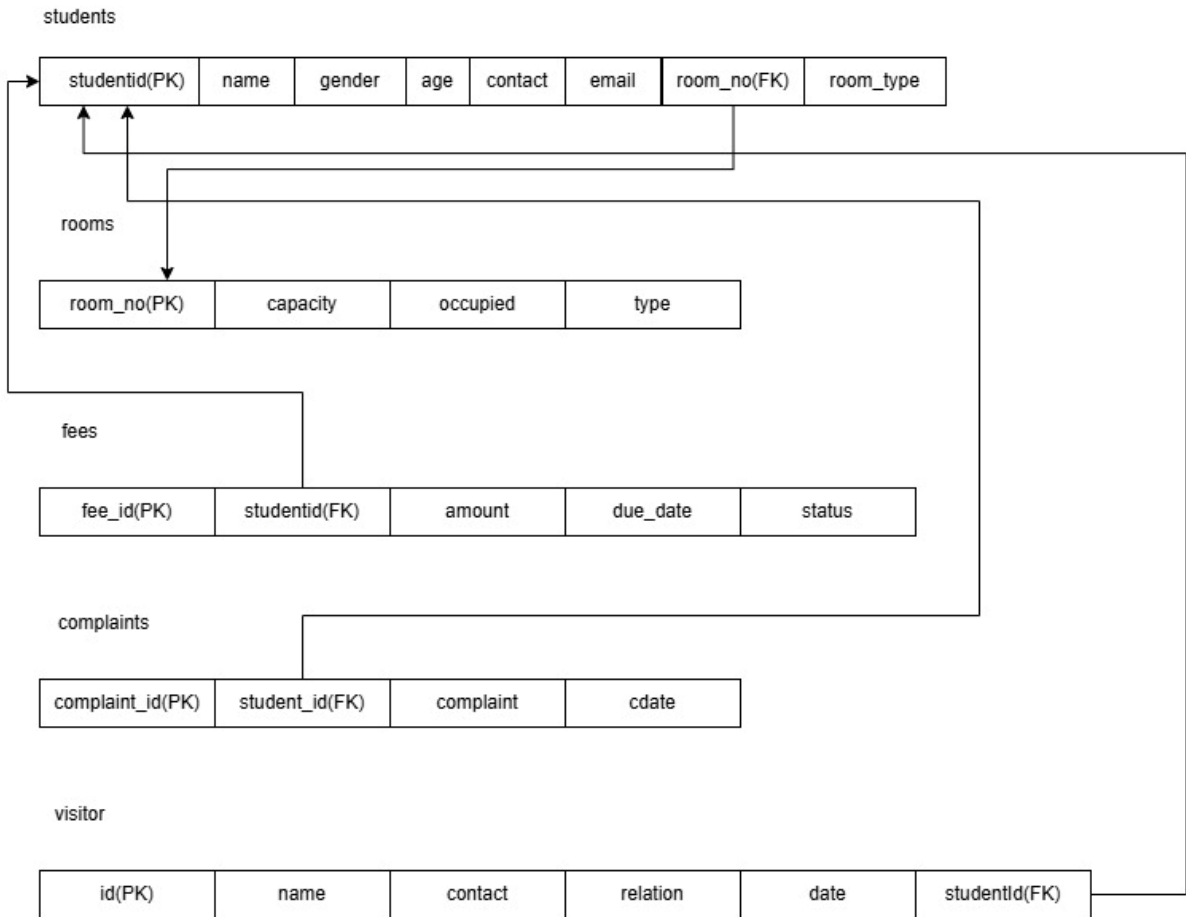 students
studentid(PK) name gender age contact email room_no(FK) room_type
rooms
room_no(PK) capacity occupied type
fees
fee_id(PK) studentid(FK) amount due_date status
complaints
complaint_id(PK) student_id(FK) complaint cdate
visitor
id(PK) name contact relation date studentId(FK)